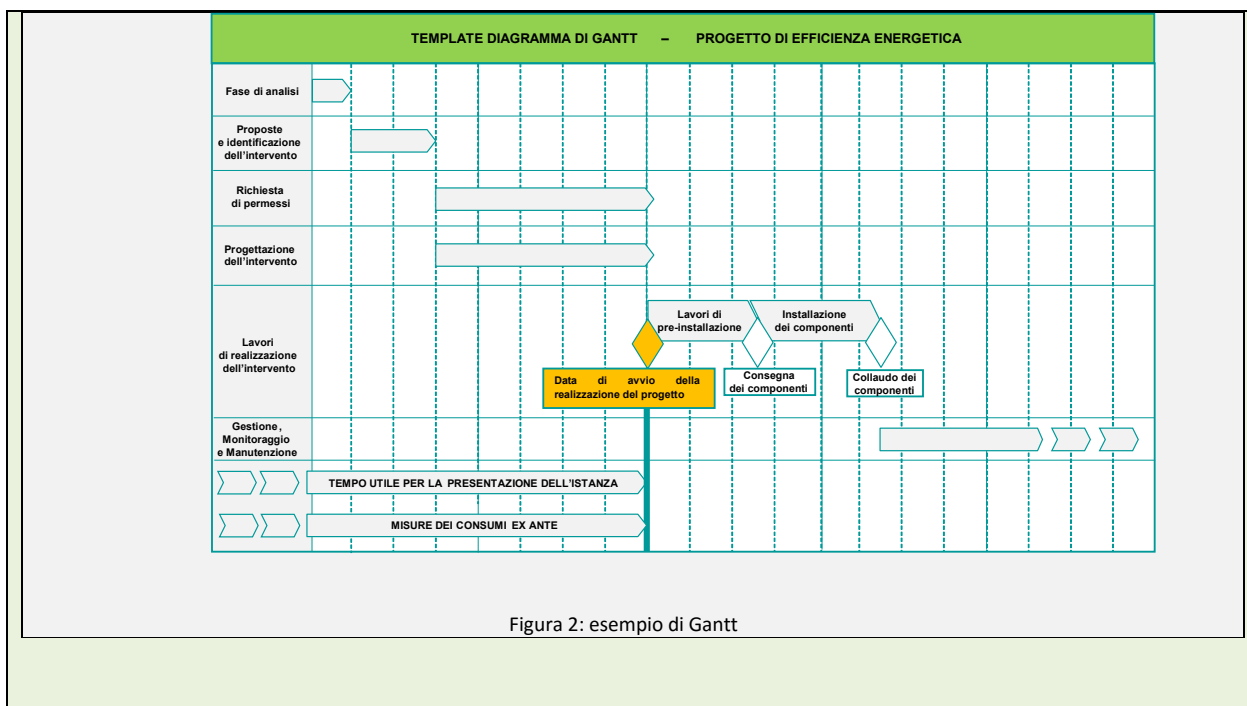 TEMPLATE DIAGRAMMA DI GANTT – PROGETTO DI EFFICIENZA ENERGETICA
Fase di analisi
Proposte
e identificazione
dell'intervento
Richiesta
di permessi
Progettazione
dell'intervento
Lavori
di realizzazione
dell'intervento
Lavori di
pre-installazione
Installazione
dei componenti
Data di avvio della
realizzazione del progetto
Consegna
dei componenti
Collaudo dei
componenti
Gestione,
Monitoraggio
e Manutenzione
TEMPO UTILE PER LA PRESENTAZIONE DELL'ISTANZA
MISURE DEI CONSUMI EX ANTE
Figura 2: esempio di Gantt